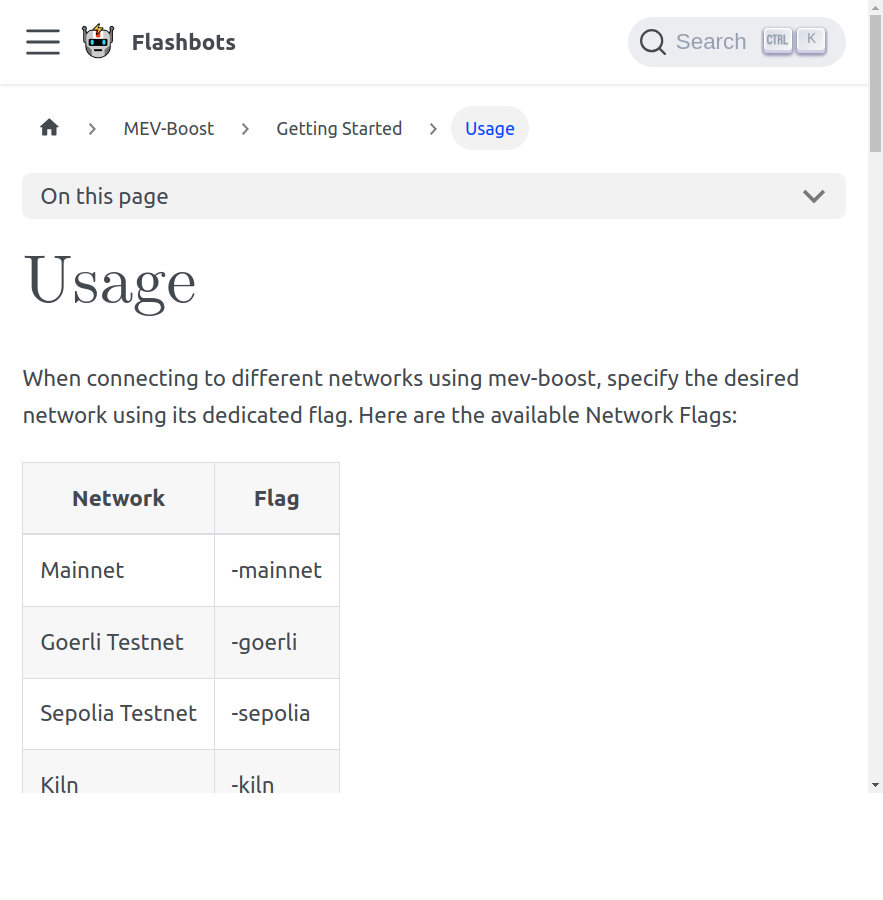 Flashbots
Search CTRL K
MEV-Boost Getting Started Usage
On this page
Usage
When connecting to different networks using mev-boost, specify the desired
network using its dedicated flag. Here are the available Network Flags:
Network Flag
Mainnet -mainnet
Goerli Testnet -goerli
Sepolia Testnet -sepolia
Kiln -kiln